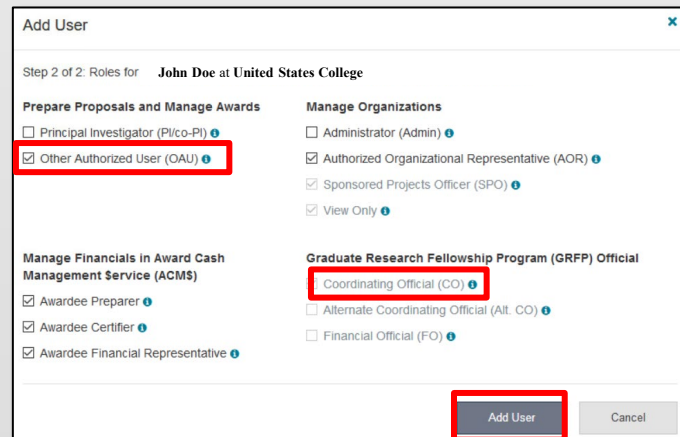 Add User
×
Step 2 of 2: Roles for John Doe at United States College
Prepare Proposals and Manage Awards
Principal Investigator (PI/co-PI)
Other Authorized User (OAU)
Manage Organizations
Administrator (Admin)
Authorized Organizational Representative (AOR)
Sponsored Projects Officer (SPO)
View Only
Manage Financials in Award Cash
Management $ervice (ACM$)
Awardee Preparer
Awardee Certifier
Awardee Financial Representative
Graduate Research Fellowship Program (GRFP) Official
Coordinating Official (CO)
Alternate Coordinating Official (Alt. CO)
Financial Official (FO)
Add User
Cancel